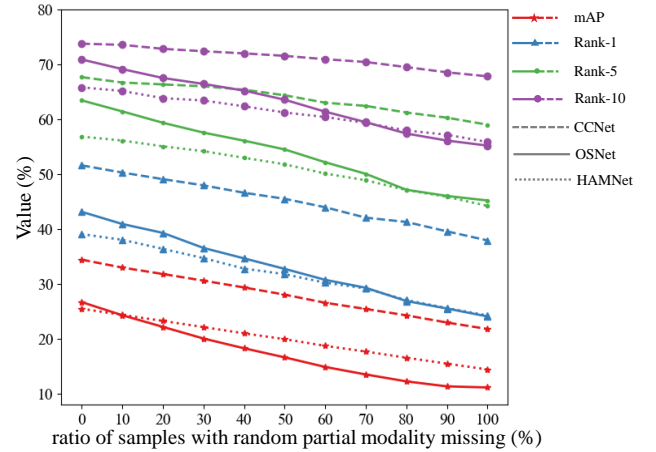 80
70
60
50
40
30
20
10
Value (%)
0 10 20 30 40 50 60 70 80 90 100
ratio of samples with random partial modality missing (%)
mAP
Rank-1
Rank-5
Rank-10
CCNet
OSNet
HAMNet